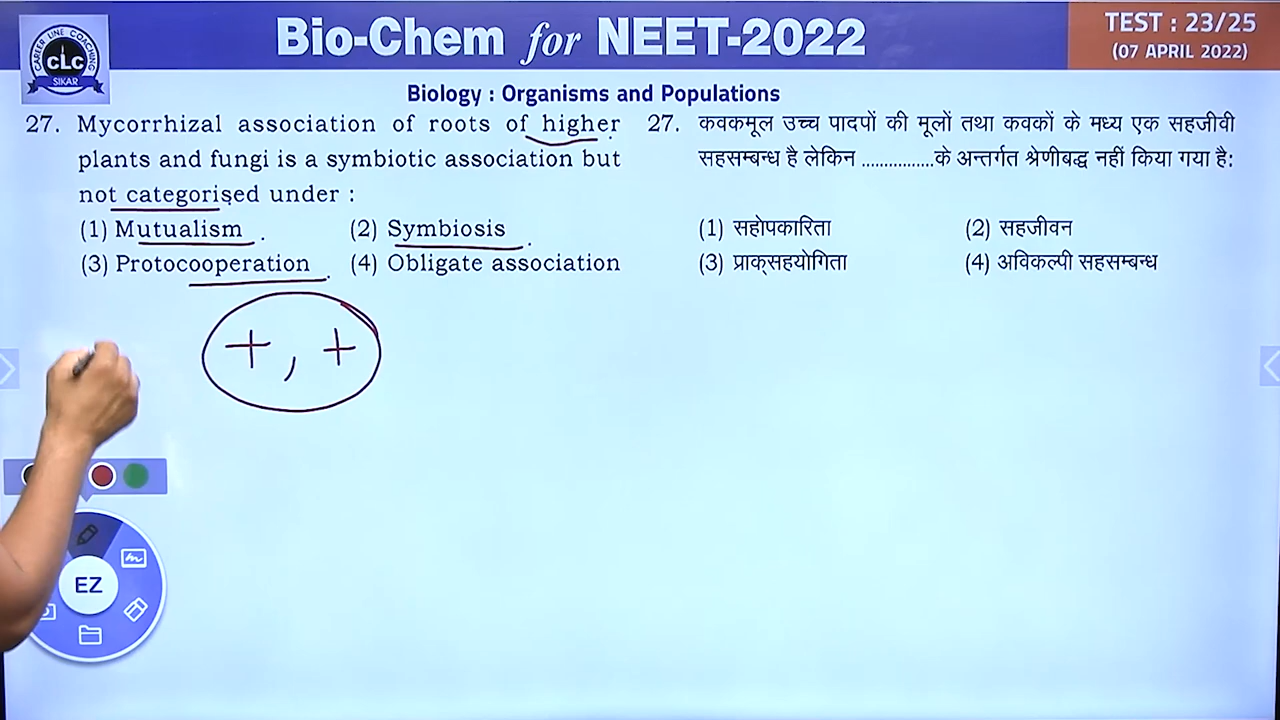 CAREER LINE COACHING
CLC
SIKAR
Bio-Chem for NEET-2022
TEST : 23/25
(07 APRIL 2022)
Biology : Organisms and Populations
27. Mycorrhizal association of roots of higher
plants and fungi is a symbiotic association but
not categorised under :
(1) Mutualism (2) Symbiosis
(3) Protocooperation (4) Obligate association
27. कवकमूल उच्च पादपों की मूलों तथा कवकों के मध्य एक सहजीवी
सहसम्बन्ध है लेकिन ...............के अन्तर्गत श्रेणीबद्ध नहीं किया गया है:
(1) सहोपकारिता (2) सहजीवन
(3) प्राक्सहयोगिता (4) अविकल्पी सहसम्बन्ध
+ , +
EZ